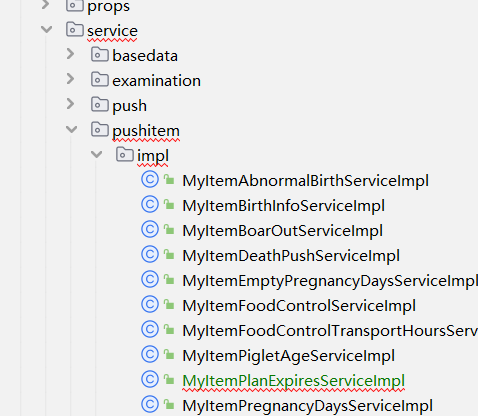 props
service
basedata
examination
push
pushitem
impl
MyItemAbnormalBirthServiceImpl
MyItemBirthInfoServiceImpl
MyItemBoarOutServiceImpl
MyItemDeathPushServiceImpl
MyItemEmptyPregnancyDaysServiceImpl
MyItemFoodControlServiceImpl
MyItemFoodControlTransportHoursServ
MyItemPigletAgeServiceImpl
MyItemPlanExpiresServiceImpl
MyItemPregnancyDaysServiceImpl